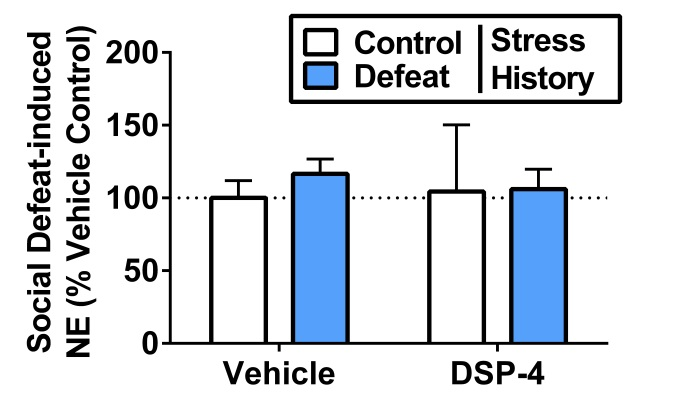 Social Defeat-induced
NE (% Vehicle Control)
200
150
100
50
0
Control
Defeat
Stress
History
Vehicle
DSP-4